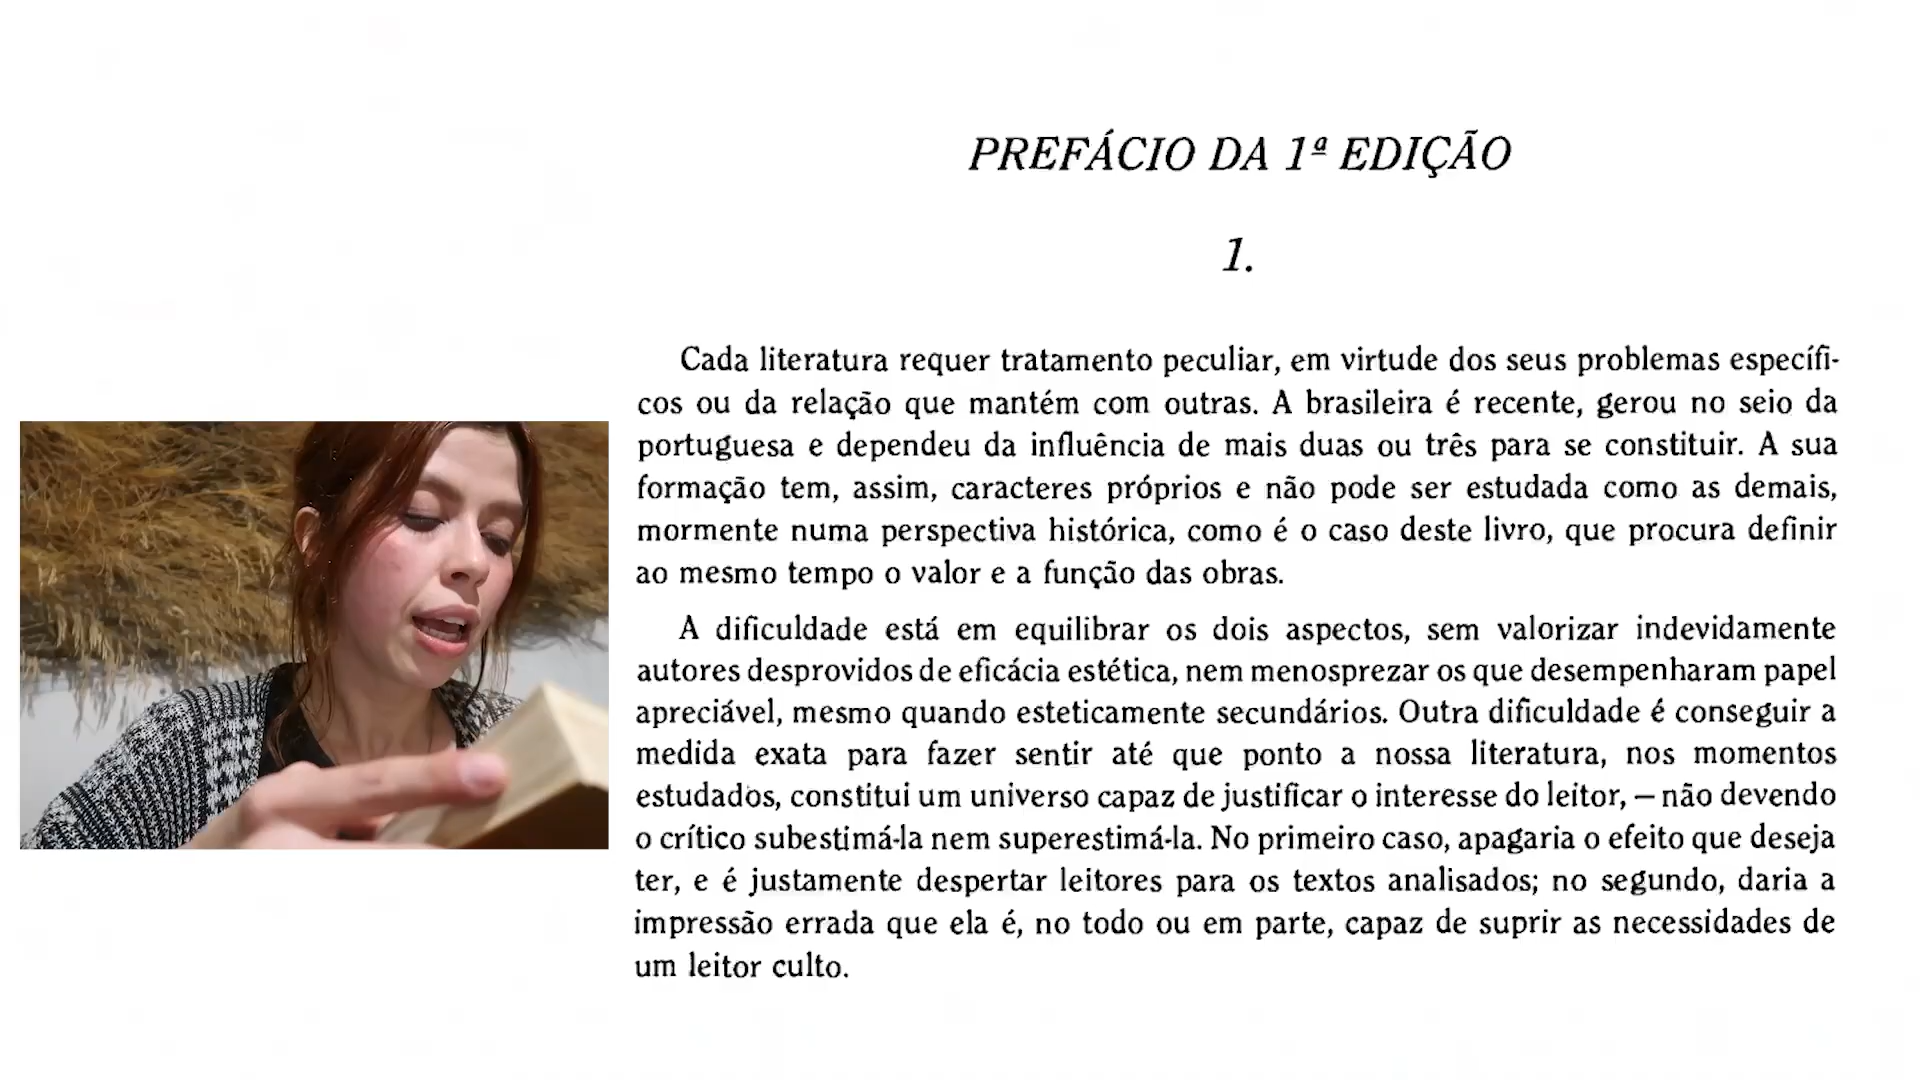 PREFÁCIO DA 1ª EDIÇÃO
1.
Cada literatura requer tratamento peculiar, em virtude dos seus problemas específi-
cos ou da relação que mantém com outras. A brasileira é recente, gerou no seio da
portuguesa e dependeu da influência de mais duas ou três para se constituir. A sua
formação tem, assim, caracteres próprios e não pode ser estudada como as demais,
mormente numa perspectiva histórica, como é o caso deste livro, que procura definir
ao mesmo tempo o valor e a função das obras.
A dificuldade está em equilibrar os dois aspectos, sem valorizar indevidamente
autores desprovidos de eficácia estética, nem menosprezar os que desempenharam papel
apreciável, mesmo quando esteticamente secundários. Outra dificuldade é conseguir a
medida exata para fazer sentir até que ponto a nossa literatura, nos momentos
estudados, constitui um universo capaz de justificar o interesse do leitor, — não devendo
o crítico subestimá-la nem superestimá-la. No primeiro caso, apagaria o efeito que deseja
ter, e é justamente despertar leitores para os textos analisados; no segundo, daria a
impressão errada que ela é, no todo ou em parte, capaz de suprir as necessidades de
um leitor culto.